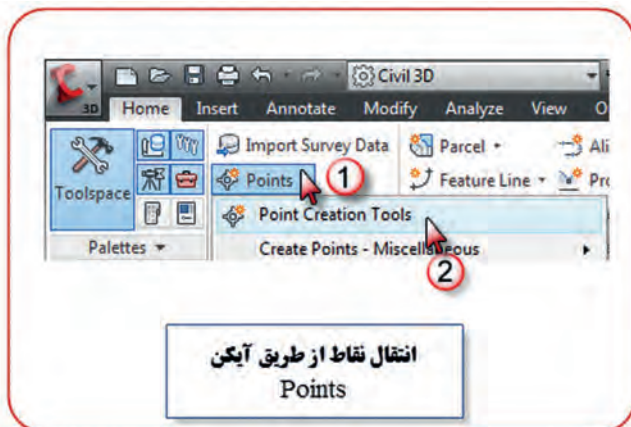 Civil 3D
3D Home Insert Annotate Modify Analyze View
Import Survey Data Parcel
Toolspace Points 1 Feature Line
Point Creation Tools
Palettes Create Points - Miscellaneous
2
انتقال نقاط از طریق آیکن
Points